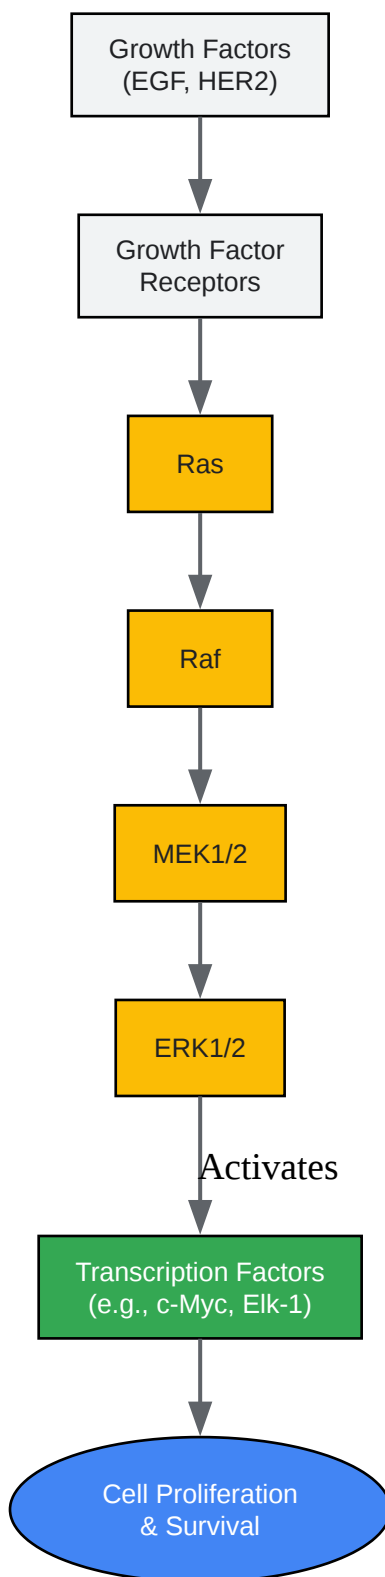 Growth Factors
(EGF, HER2)
Growth Factor
Receptors
Ras
Raf
MEK1/2
ERK1/2
Activates
Transcription Factors
(e.g., c-Myc, Elk-1)
Cell Proliferation
& Survival